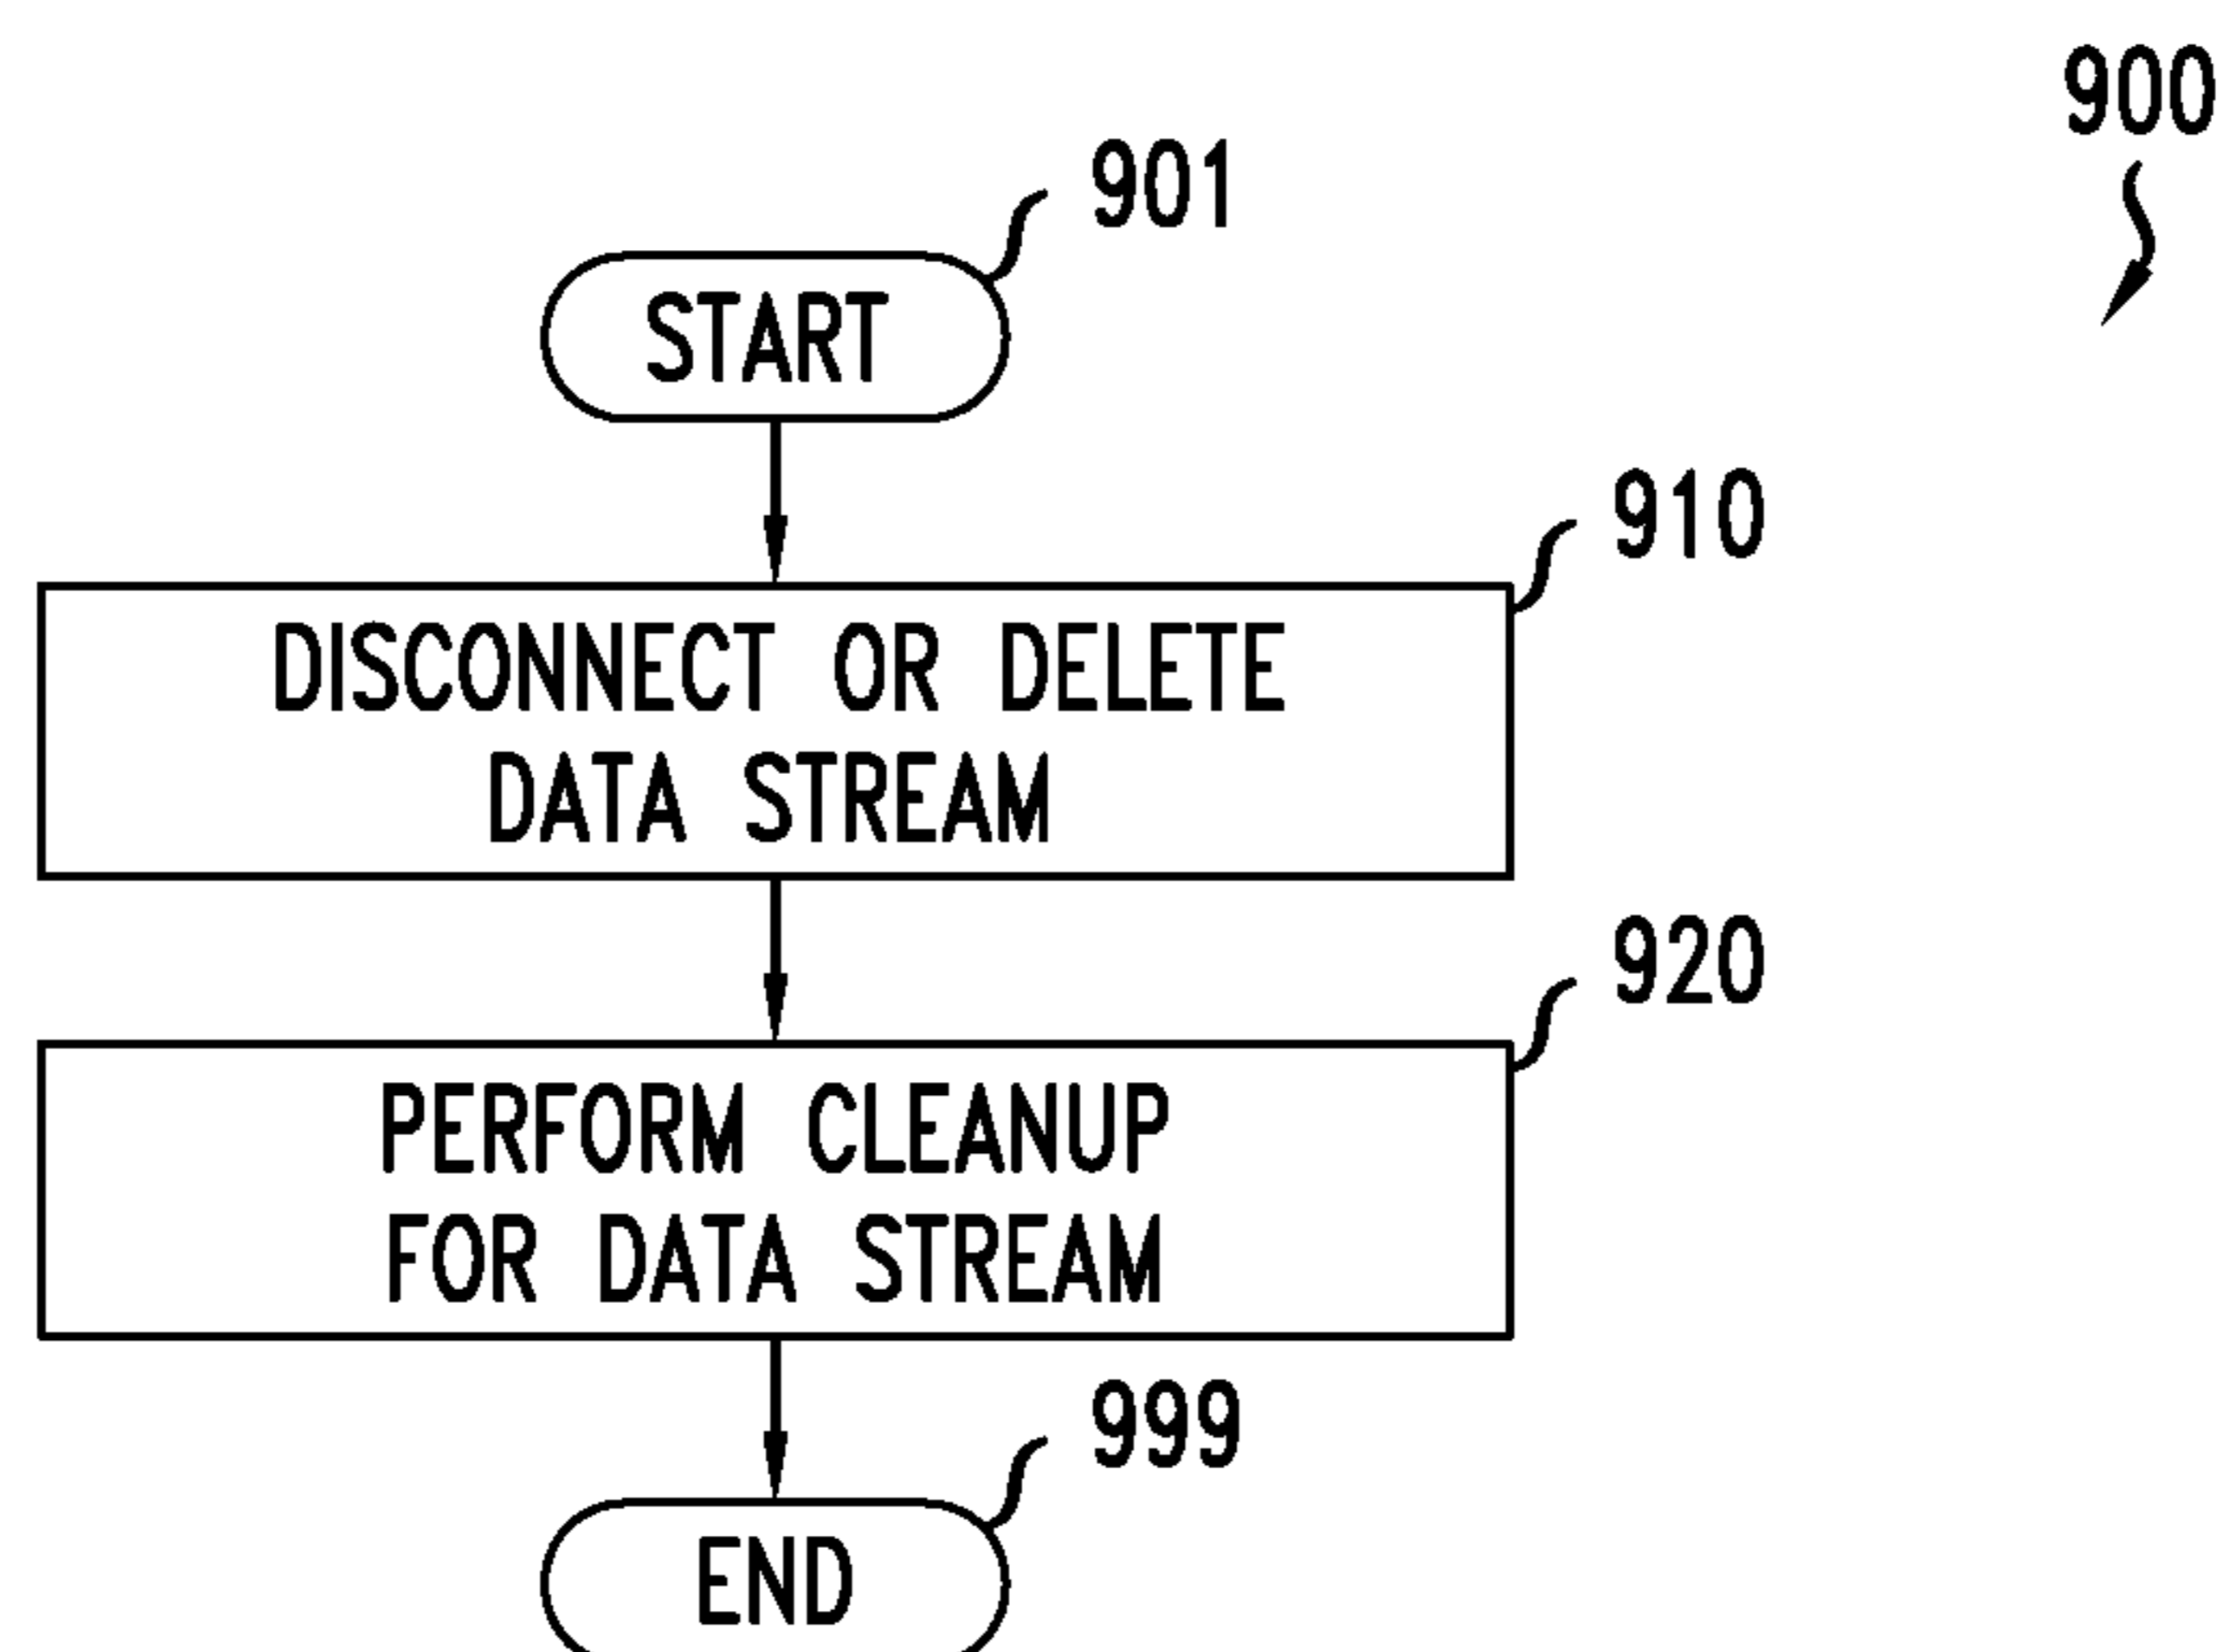 900
901
START
910
DISCONNECT OR DELETE
DATA STREAM
920
PERFORM CLEANUP
FOR DATA STREAM
999
END